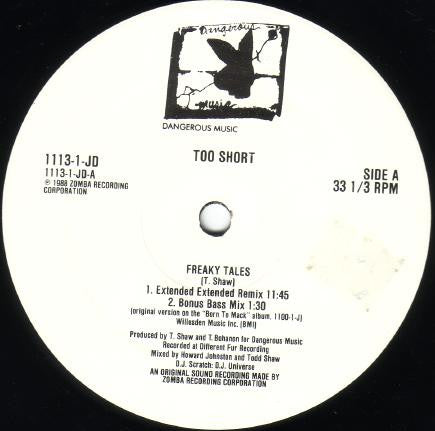 Dangerous
music
DANGEROUS MUSIC
1113-1-JD
1113-1-JD-A
℗ 1988 ZOMBA RECORDING
CORPORATION
TOO SHORT
SIDE A
33 1/3 RPM
FREAKY TALES
(T. Shaw)
1. Extended Extended Remix 11:45
2. Bonus Bass Mix 1:30
(original version on the "Born To Mack" album, 1100-1-J)
Willesden Music Inc. (BMI)
Produced by T. Shaw and T. Bohanon for Dangerous Music
Recorded at Different Fur Recording
Mixed by Howard Johnston and Todd Shaw
D.J. Scratch: D.J. Universe
AN ORIGINAL SOUND RECORDING MADE BY
ZOMBA RECORDING CORPORATION